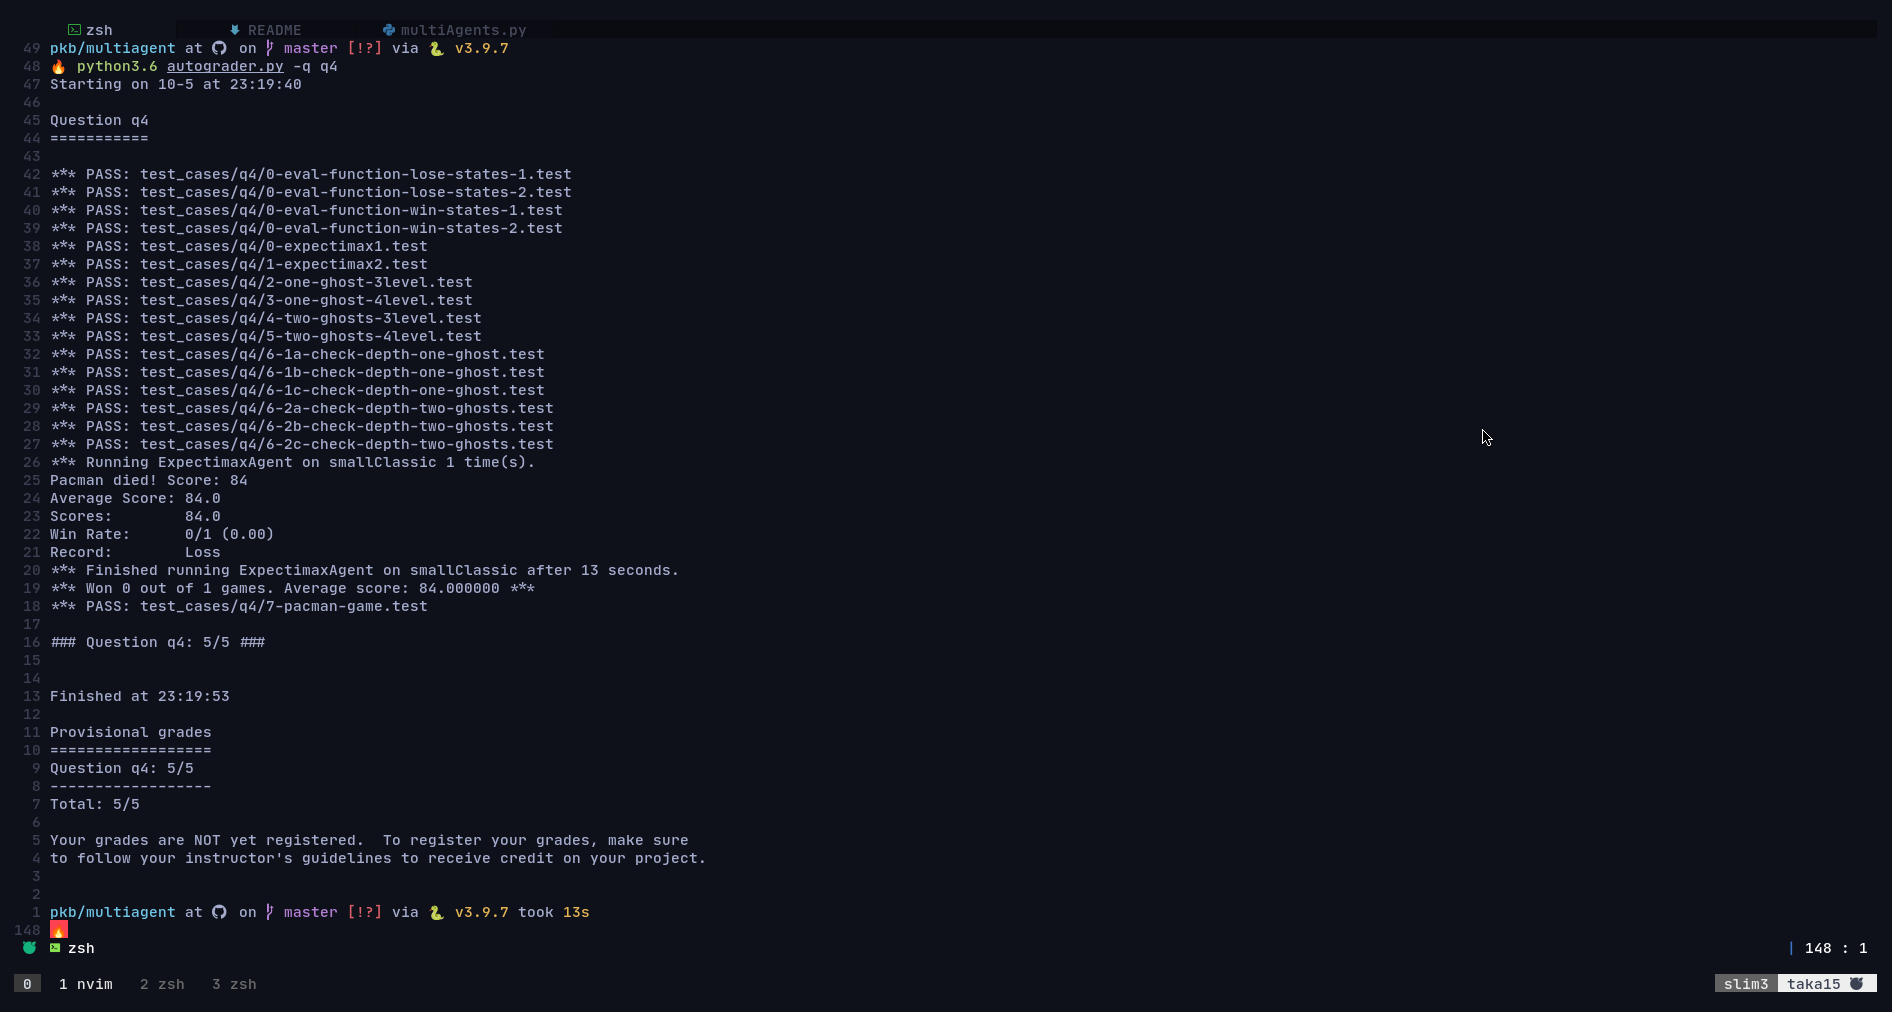 zsh README multiAgents.py
49 pkb/multiagent at on master [!?] via v3.9.7
48 python3.6 autograder.py -q q4
47 Starting on 10-5 at 23:19:40
46
45 Question q4
44 ===========
43
42 *** PASS: test_cases/q4/0-eval-function-lose-states-1.test
41 *** PASS: test_cases/q4/0-eval-function-lose-states-2.test
40 *** PASS: test_cases/q4/0-eval-function-win-states-1.test
39 *** PASS: test_cases/q4/0-eval-function-win-states-2.test
38 *** PASS: test_cases/q4/0-expectimax1.test
37 *** PASS: test_cases/q4/1-expectimax2.test
36 *** PASS: test_cases/q4/2-one-ghost-3level.test
35 *** PASS: test_cases/q4/3-one-ghost-4level.test
34 *** PASS: test_cases/q4/4-two-ghosts-3level.test
33 *** PASS: test_cases/q4/5-two-ghosts-4level.test
32 *** PASS: test_cases/q4/6-1a-check-depth-one-ghost.test
31 *** PASS: test_cases/q4/6-1b-check-depth-one-ghost.test
30 *** PASS: test_cases/q4/6-1c-check-depth-one-ghost.test
29 *** PASS: test_cases/q4/6-2a-check-depth-two-ghosts.test
28 *** PASS: test_cases/q4/6-2b-check-depth-two-ghosts.test
27 *** PASS: test_cases/q4/6-2c-check-depth-two-ghosts.test
26 *** Running ExpectimaxAgent on smallClassic 1 time(s).
25 Pacman died! Score: 84
24 Average Score: 84.0
23 Scores:        84.0
22 Win Rate:      0/1 (0.00)
21 Record:        Loss
20 *** Finished running ExpectimaxAgent on smallClassic after 13 seconds.
19 *** Won 0 out of 1 games. Average score: 84.000000 ***
18 *** PASS: test_cases/q4/7-pacman-game.test
17
16 ### Question q4: 5/5 ###
15
14
13 Finished at 23:19:53
12
11 Provisional grades
10 ==================
9 Question q4: 5/5
8 ------------------
7 Total: 5/5
6
5 Your grades are NOT yet registered.  To register your grades, make sure
4 to follow your instructor's guidelines to receive credit on your project.
3
2
1 pkb/multiagent at on master [!?] via v3.9.7 took 13s
148
zsh | 148 : 1
0 1 nvim 2 zsh 3 zsh slim3 taka15